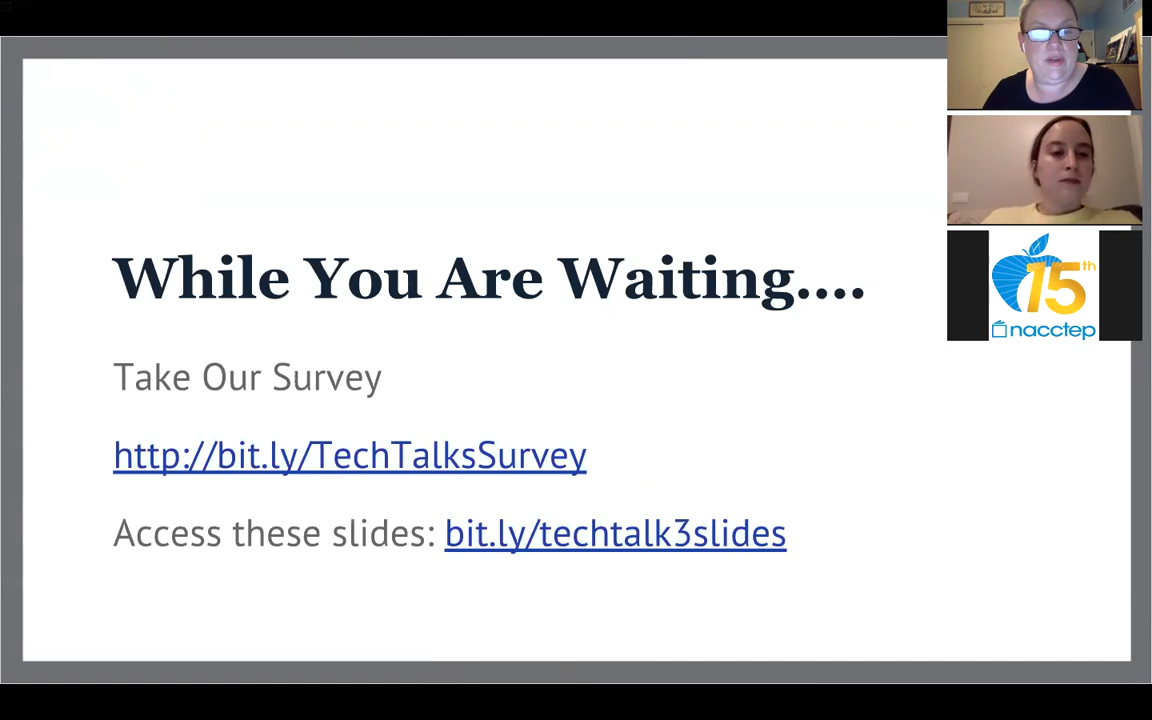 While You Are Waiting....
Take Our Survey
http://bit.ly/TechTalksSurvey
Access these slides: bit.ly/techtalk3slides
15th
nacctep